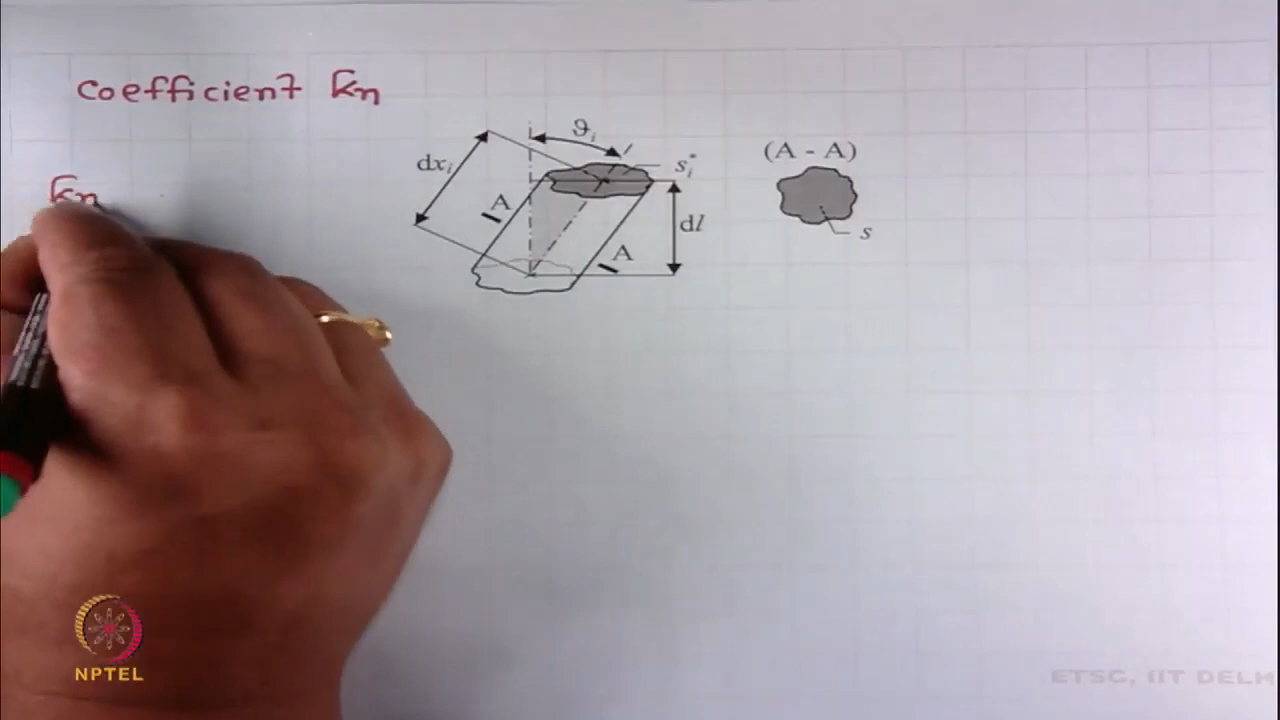 coefficient kn
kn
dxᵢ
ϑᵢ
sᵢ*
A
A
dl
(A - A)
s
NPTEL
ETSC, IIT DELH